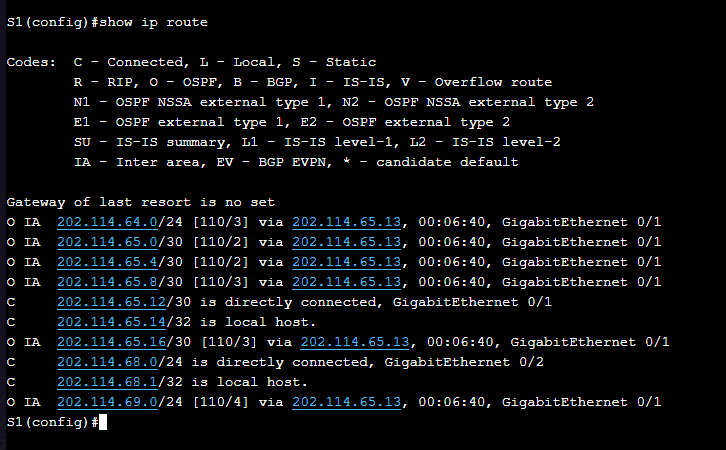 S1(config)#show ip route
Codes:  C - Connected, L - Local, S - Static
        R - RIP, O - OSPF, B - BGP, I - IS-IS, V - Overflow route
        N1 - OSPF NSSA external type 1, N2 - OSPF NSSA external type 2
        E1 - OSPF external type 1, E2 - OSPF external type 2
        SU - IS-IS summary, L1 - IS-IS level-1, L2 - IS-IS level-2
        IA - Inter area, EV - BGP EVPN, * - candidate default
Gateway of last resort is no set
O IA  202.114.64.0/24 [110/3] via 202.114.65.13, 00:06:40, GigabitEthernet 0/1
O IA  202.114.65.0/30 [110/2] via 202.114.65.13, 00:06:40, GigabitEthernet 0/1
O IA  202.114.65.4/30 [110/2] via 202.114.65.13, 00:06:40, GigabitEthernet 0/1
O IA  202.114.65.8/30 [110/3] via 202.114.65.13, 00:06:40, GigabitEthernet 0/1
C     202.114.65.12/30 is directly connected, GigabitEthernet 0/1
C     202.114.65.14/32 is local host.
O IA  202.114.65.16/30 [110/3] via 202.114.65.13, 00:06:40, GigabitEthernet 0/1
C     202.114.68.0/24 is directly connected, GigabitEthernet 0/2
C     202.114.68.1/32 is local host.
O IA  202.114.69.0/24 [110/4] via 202.114.65.13, 00:06:40, GigabitEthernet 0/1
S1(config)#